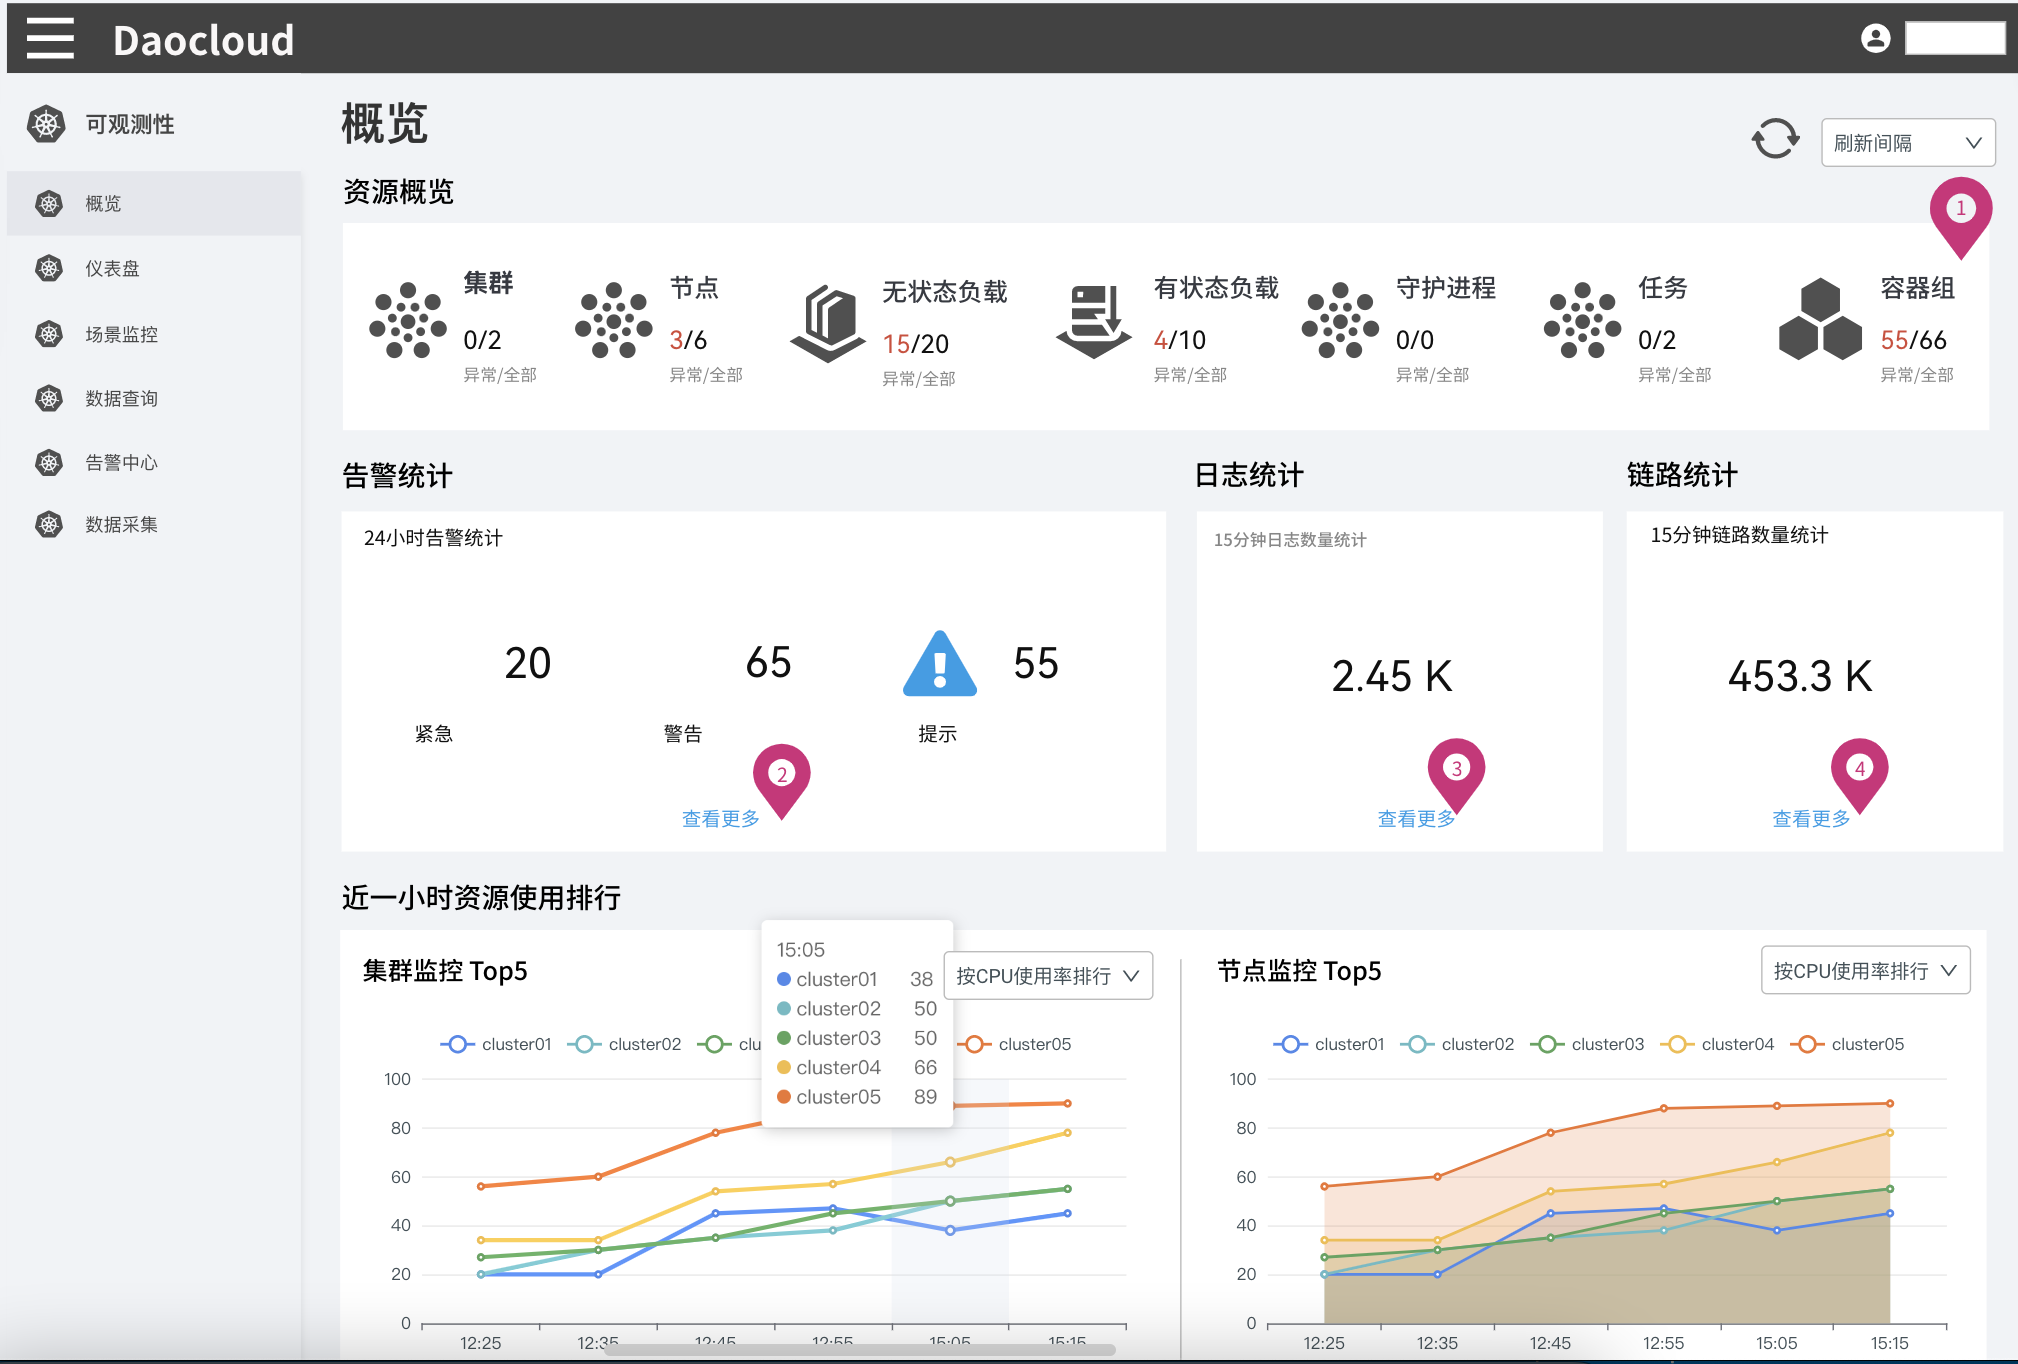 Daocloud
可观测性
概览
仪表盘
场景监控
数据查询
告警中心
数据采集
概览
刷新间隔
资源概览
1
集群
0/2
异常/全部
节点
3/6
异常/全部
无状态负载
15/20
异常/全部
有状态负载
4/10
异常/全部
守护进程
0/0
异常/全部
任务
0/2
异常/全部
容器组
55/66
异常/全部
告警统计
24小时告警统计
20
紧急
65
警告
55
提示
2
查看更多
日志统计
15分钟日志数量统计
2.45 K
3
查看更多
链路统计
15分钟链路数量统计
453.3 K
4
查看更多
近一小时资源使用排行
集群监控 Top5
按CPU使用率排行
15:05
cluster01 38
cluster02 50
cluster03 50
cluster04 66
cluster05 89
cluster01 cluster02 clu cluster05
100
80
60
40
20
0
12:25 12:35 12:45 12:55 15:05 15:15
节点监控 Top5
按CPU使用率排行
cluster01 cluster02 cluster03 cluster04 cluster05
100
80
60
40
20
0
12:25 12:35 12:45 12:55 15:05 15:15